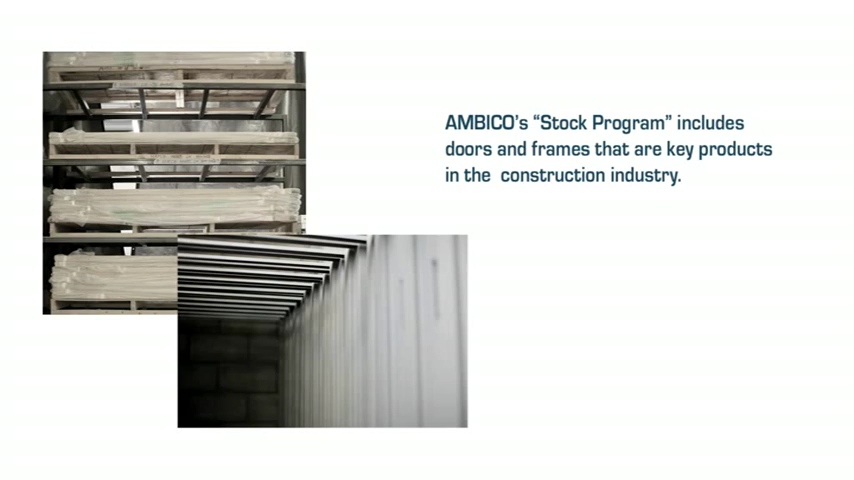 AMBICO's “Stock Program” includes
doors and frames that are key products
in the  construction industry.